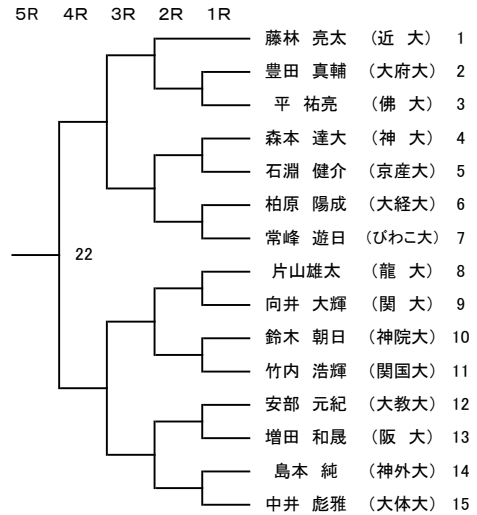 5R 4R 3R 2R 1R
藤林 亮太 (近 大) 1
豊田 真輔 (大府大) 2
平 祐亮 (佛 大) 3
森本 達大 (神 大) 4
石淵 健介 (京産大) 5
柏原 陽成 (大経大) 6
常峰 遊日 (びわこ大) 7
22
片山雄太 (龍 大) 8
向井 大輝 (関 大) 9
鈴木 朝日 (神院大) 10
竹内 浩輝 (関国大) 11
安部 元紀 (大教大) 12
増田 和晟 (阪 大) 13
島本 純 (神外大) 14
中井 彪雅 (大体大) 15